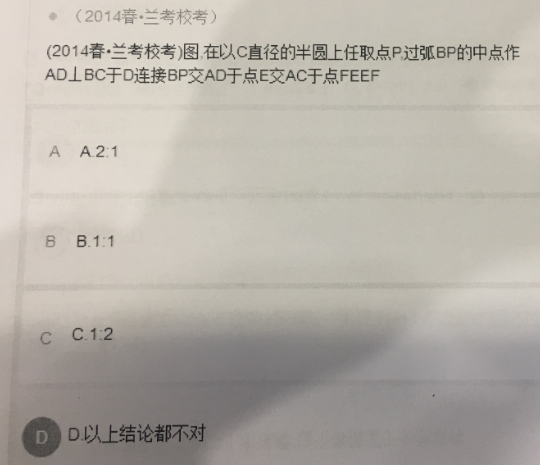 （2014春•兰考校考）
(2014春•兰考校考)图,在以C直径的半圆上任取点P,过弧BP的中点作
AD⊥BC于D连接BP交AD于点E交AC于点FEEF
A A.2:1
B B.1:1
C C.1:2
D D.以上结论都不对